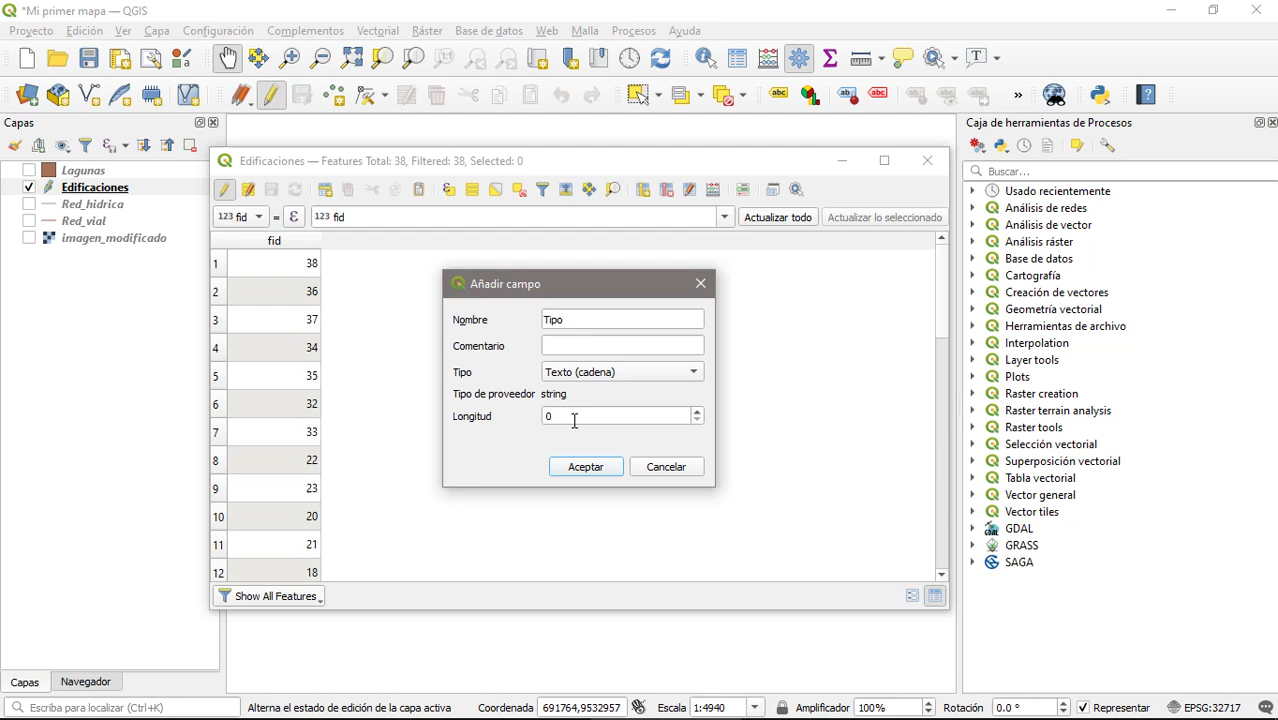 *Mi primer mapa — QGIS
Proyecto Edición Ver Capa Configuración Complementos Vectorial Ráster Base de datos Web Malla Procesos Ayuda
Capas
Lagunas
Edificaciones
Red_hidrica
Red_vial
imagen_modificado
Edificaciones — Features Total: 38, Filtered: 38, Selected: 0
123 fid = ε 123 fid Actualizar todo Actualizar lo seleccionado
fid
1 38
2 36
3 37
4 34
5 35
6 32
7 33
8 22
9 23
10 20
11 21
12 18
Show All Features
Añadir campo
Nombre Tipo
Comentario
Tipo Texto (cadena)
Tipo de proveedor string
Longitud 0
Aceptar Cancelar
Caja de herramientas de Procesos
Buscar...
Usado recientemente
Análisis de redes
Análisis de vector
Análisis ráster
Base de datos
Cartografía
Creación de vectores
Geometría vectorial
Herramientas de archivo
Interpolation
Layer tools
Plots
Raster creation
Raster terrain analysis
Raster tools
Selección vectorial
Superposición vectorial
Tabla vectorial
Vector general
Vector tiles
GDAL
GRASS
SAGA
Capas Navegador
Escriba para localizar (Ctrl+K) Alterna el estado de edición de la capa activa Coordenada 691764,9532957 Escala 1:4940 Amplificador 100% Rotación 0.0 ° Representar EPSG:32717